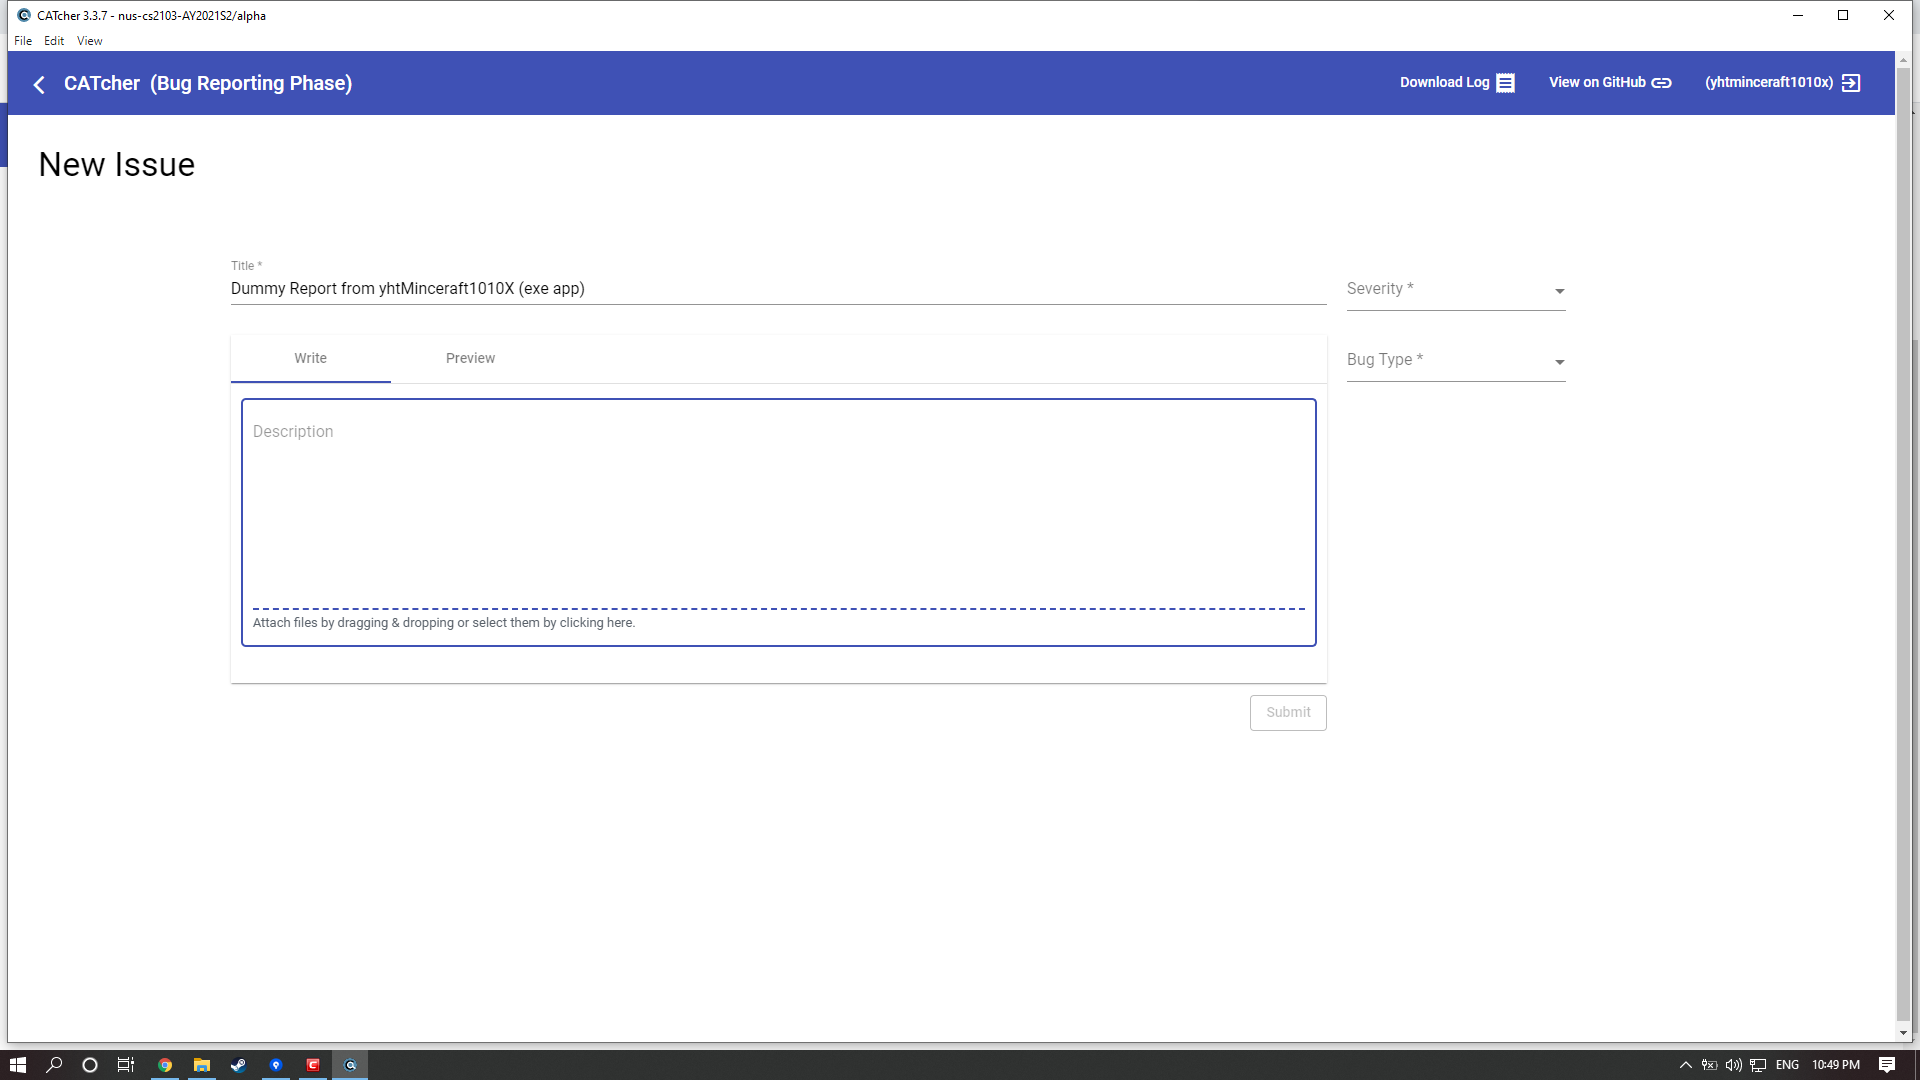 CATcher 3.3.7 - nus-cs2103-AY2021S2/alpha
File Edit View
CATcher (Bug Reporting Phase)
Download Log
View on GitHub
(yhtminceraft1010x)
New Issue
Title *
Dummy Report from yhtMinceraft1010X (exe app)
Severity *
Write
Preview
Bug Type *
Description
Attach files by dragging & dropping or select them by clicking here.
Submit
ENG
10:49 PM